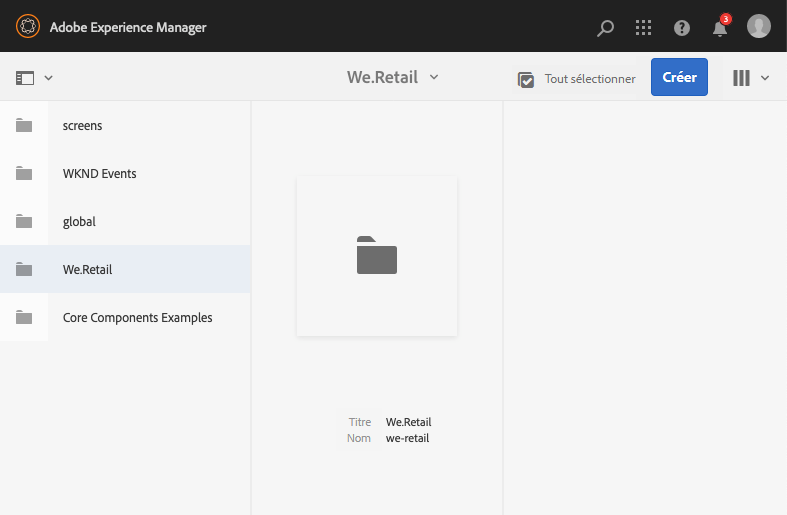 Adobe Experience Manager
3
We.Retail
Tout sélectionner
Créer
screens
WKND Events
global
We.Retail
Core Components Examples
Titre We.Retail
Nom we-retail